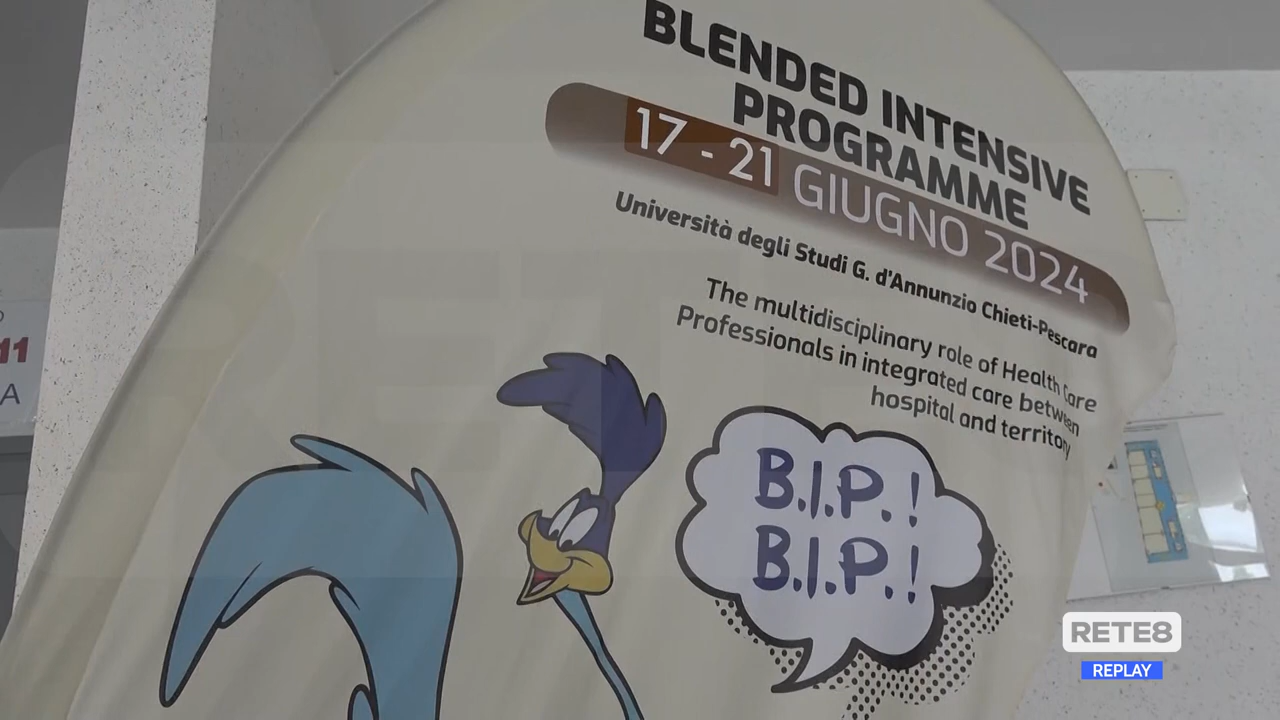 BLENDED INTENSIVE
PROGRAMME
17 - 21 GIUGNO 2024
Università degli Studi G. d'Annunzio Chieti-Pescara
The multidisciplinary role of Health Care
Professionals in integrated care between
hospital and territory
B.I.P.!
B.I.P.!
11
A
RETE8
REPLAY